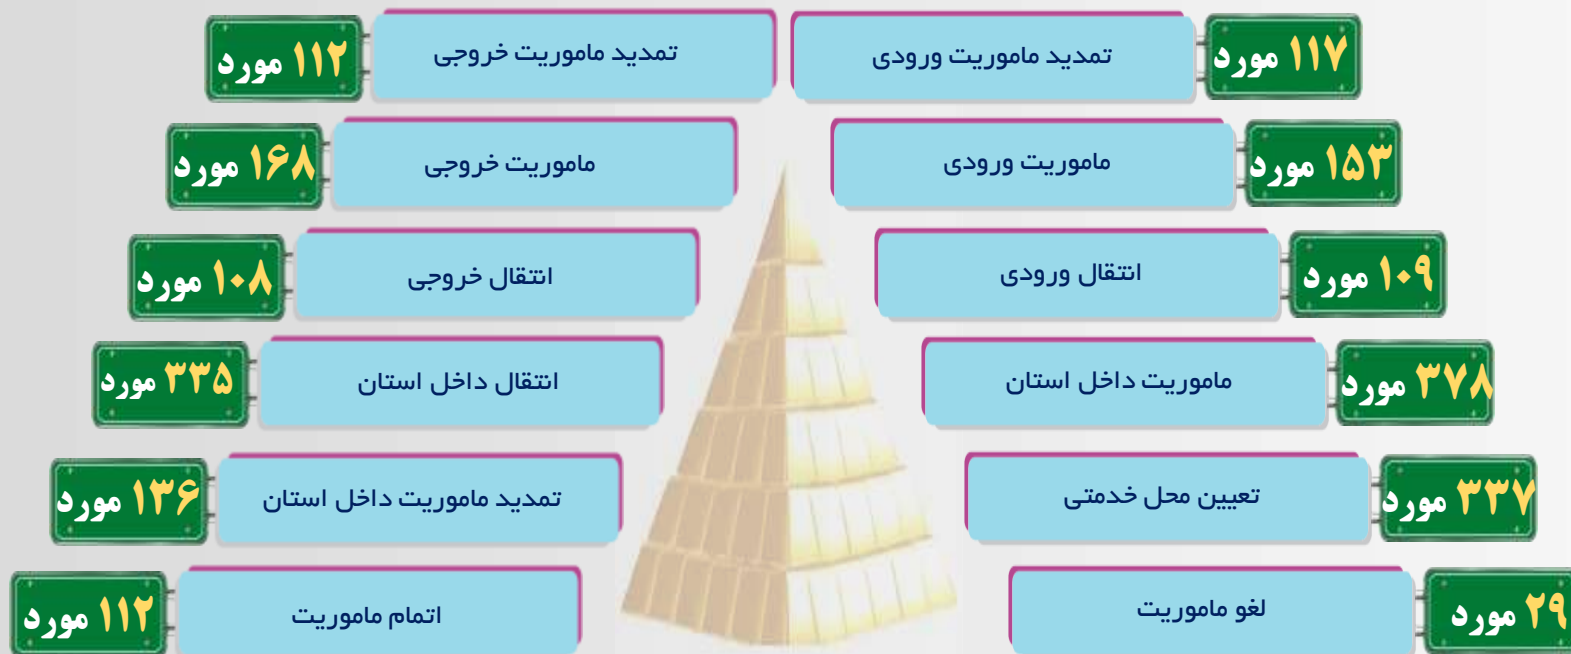 ۱۱۷ مورد
تمدید ماموریت ورودی
تمدید ماموریت خروجی
۱۱۲ مورد
۱۵۳ مورد
ماموریت ورودی
ماموریت خروجی
۱۶۸ مورد
۱۰۹ مورد
انتقال ورودی
انتقال خروجی
۱۰۸ مورد
۳۷۸ مورد
ماموریت داخل استان
انتقال داخل استان
۳۳۵ مورد
۳۳۷ مورد
تعیین محل خدمتی
تمدید ماموریت داخل استان
۱۳۶ مورد
۲۹ مورد
لغو ماموریت
اتمام ماموریت
۱۱۲ مورد